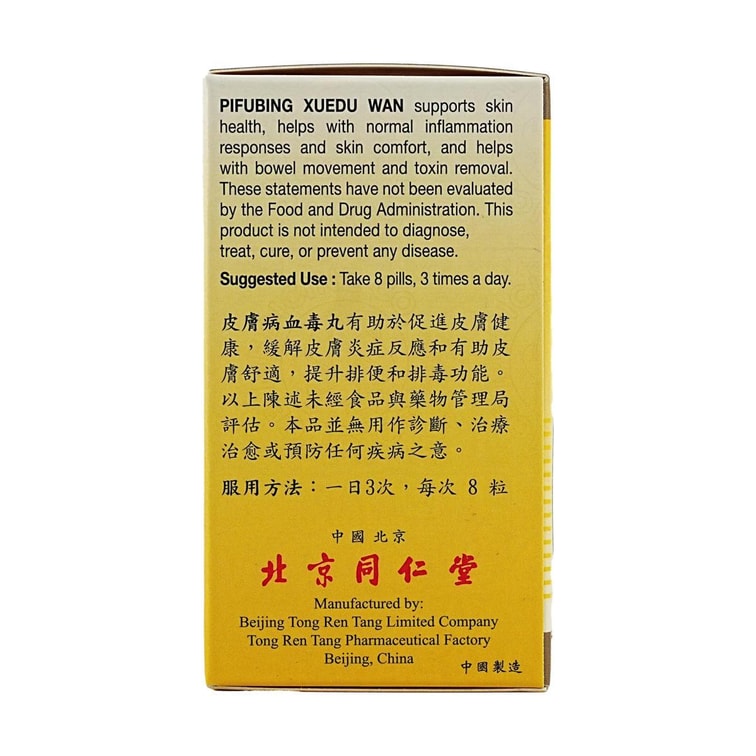 PIFUBING XUEDU WAN supports skin
health, helps with normal inflammation
responses and skin comfort, and helps
with bowel movement and toxin removal.
These statements have not been evaluated
by the Food and Drug Administration. This
product is not intended to diagnose,
treat, cure, or prevent any disease.
Suggested Use : Take 8 pills, 3 times a day.
皮膚病血毒丸有助於促進皮膚健
康，緩解皮膚炎症反應和有助皮
膚舒適，提升排便和排毒功能。
以上陳述未經食品與藥物管理局
評估。本品並無用作診斷、治療
治愈或預防任何疾病之意。
服用方法：一日3次，每次 8 粒
中國 北京
北京同仁堂
Manufactured by:
Beijing Tong Ren Tang Limited Company
Tong Ren Tang Pharmaceutical Factory
Beijing, China
中國製造